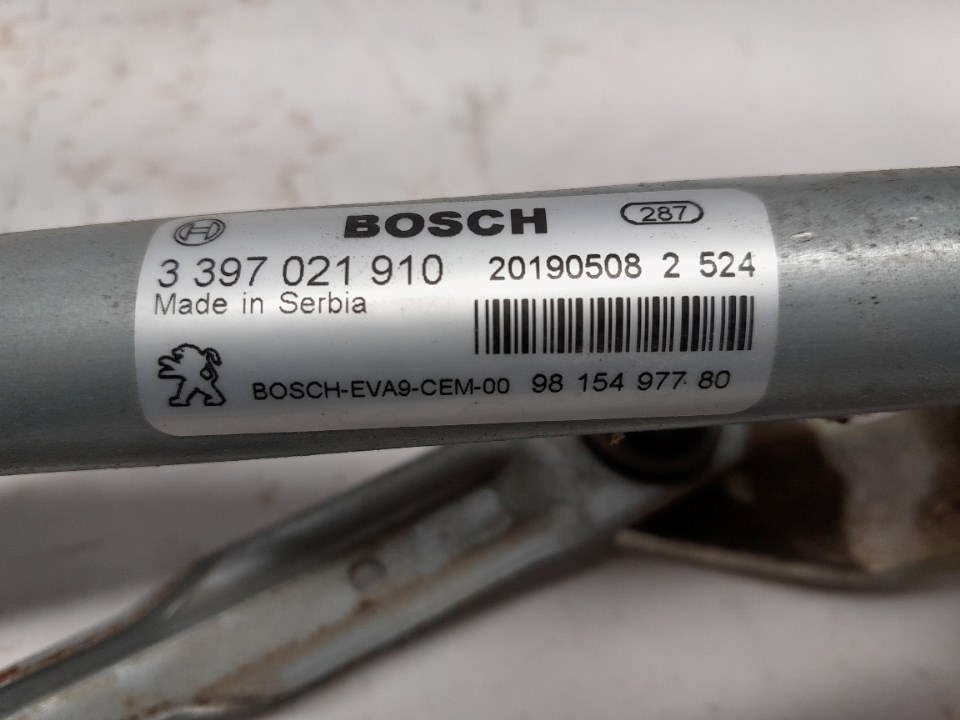 BOSCH 287
3 397 021 910 20190508 2 524
Made in Serbia
BOSCH-EVA9-CEM-00 98 154 977 80